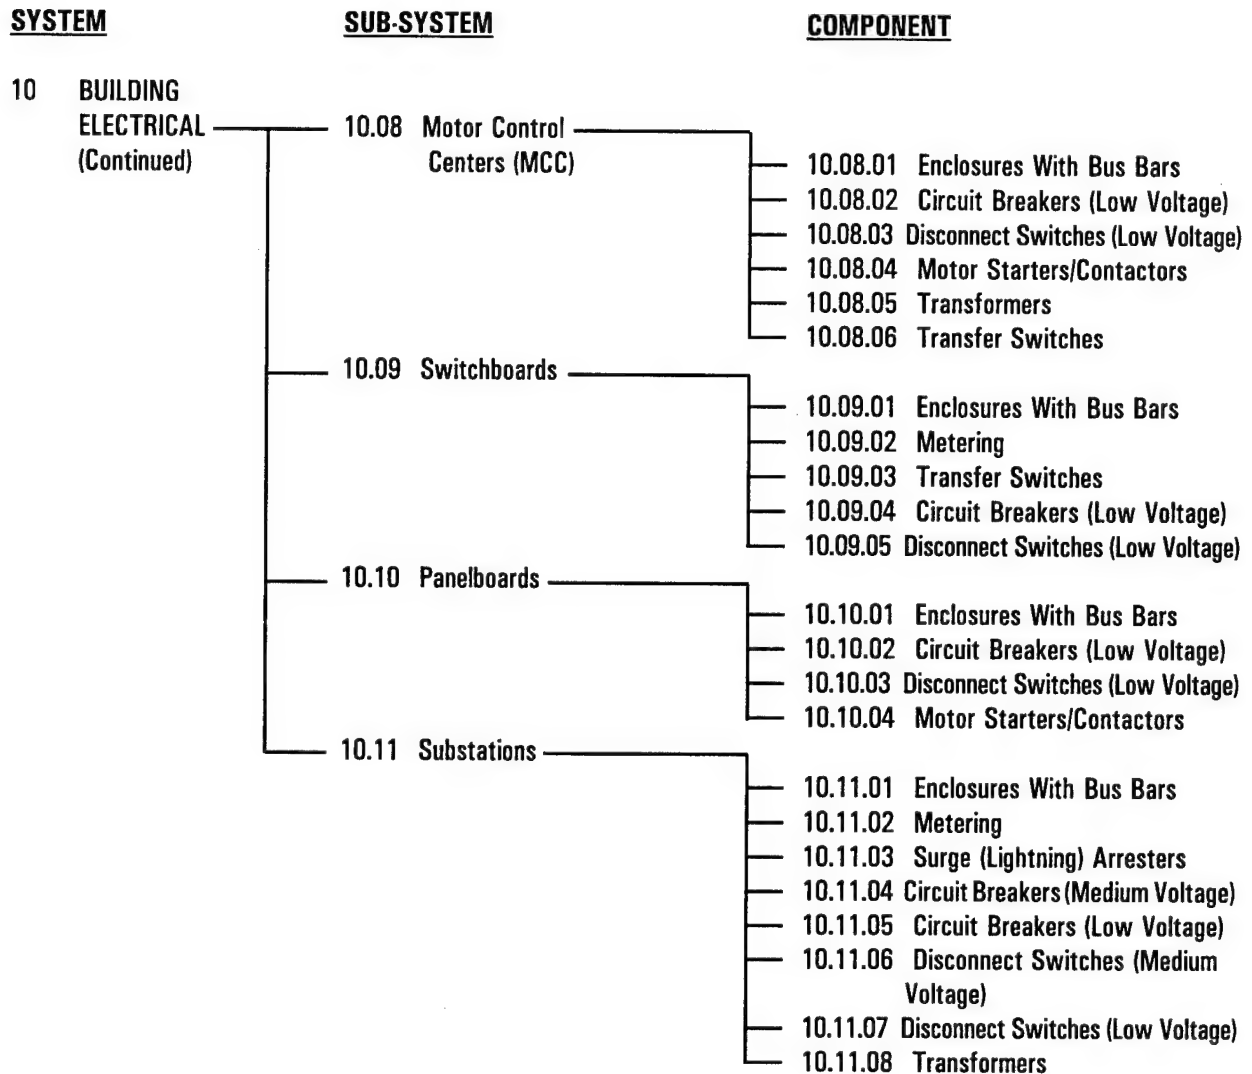 SYSTEM SUB-SYSTEM COMPONENT
10 BUILDING
ELECTRICAL 10.08 Motor Control
(Continued) Centers (MCC)
10.08.01 Enclosures With Bus Bars
10.08.02 Circuit Breakers (Low Voltage)
10.08.03 Disconnect Switches (Low Voltage)
10.08.04 Motor Starters/Contactors
10.08.05 Transformers
10.08.06 Transfer Switches
10.09 Switchboards
10.09.01 Enclosures With Bus Bars
10.09.02 Metering
10.09.03 Transfer Switches
10.09.04 Circuit Breakers (Low Voltage)
10.09.05 Disconnect Switches (Low Voltage)
10.10 Panelboards
10.10.01 Enclosures With Bus Bars
10.10.02 Circuit Breakers (Low Voltage)
10.10.03 Disconnect Switches (Low Voltage)
10.10.04 Motor Starters/Contactors
10.11 Substations
10.11.01 Enclosures With Bus Bars
10.11.02 Metering
10.11.03 Surge (Lightning) Arresters
10.11.04 Circuit Breakers (Medium Voltage)
10.11.05 Circuit Breakers (Low Voltage)
10.11.06 Disconnect Switches (Medium
Voltage)
10.11.07 Disconnect Switches (Low Voltage)
10.11.08 Transformers